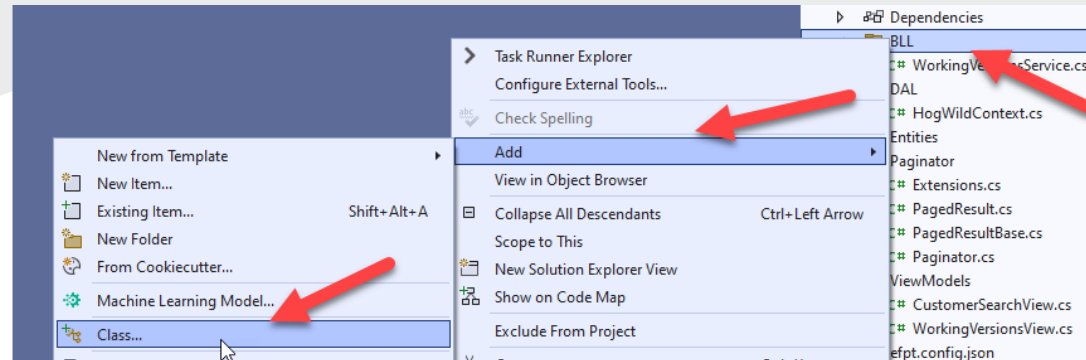 Dependencies
BLL
C# WorkingVersionsService.cs
DAL
C# HogWildContext.cs
Entities
Paginator
C# Extensions.cs
C# PagedResult.cs
C# PagedResultBase.cs
C# Paginator.cs
ViewModels
C# CustomerSearchView.cs
C# WorkingVersionsView.cs
efpt.config.json
Task Runner Explorer
Configure External Tools...
abc Check Spelling
Add
View in Object Browser
Collapse All Descendants Ctrl+Left Arrow
Scope to This
New Solution Explorer View
Show on Code Map
Exclude From Project
New from Template
New Item...
Existing Item... Shift+Alt+A
New Folder
From Cookiecutter...
Machine Learning Model...
Class...